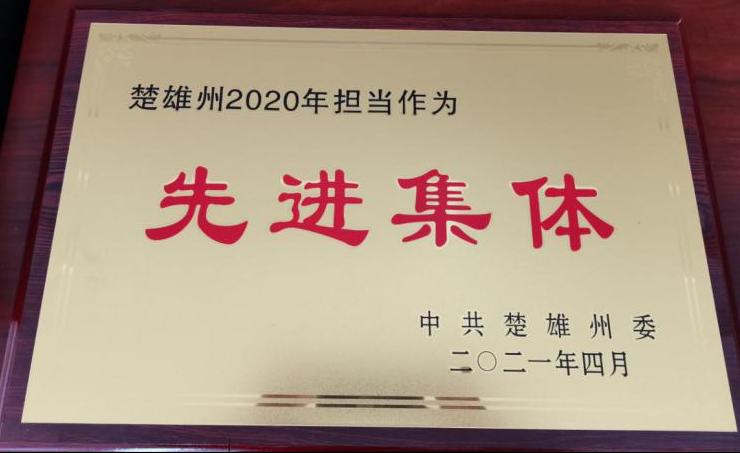 楚雄州2020年担当作为
先进集体
中共楚雄州委
二〇二一年四月